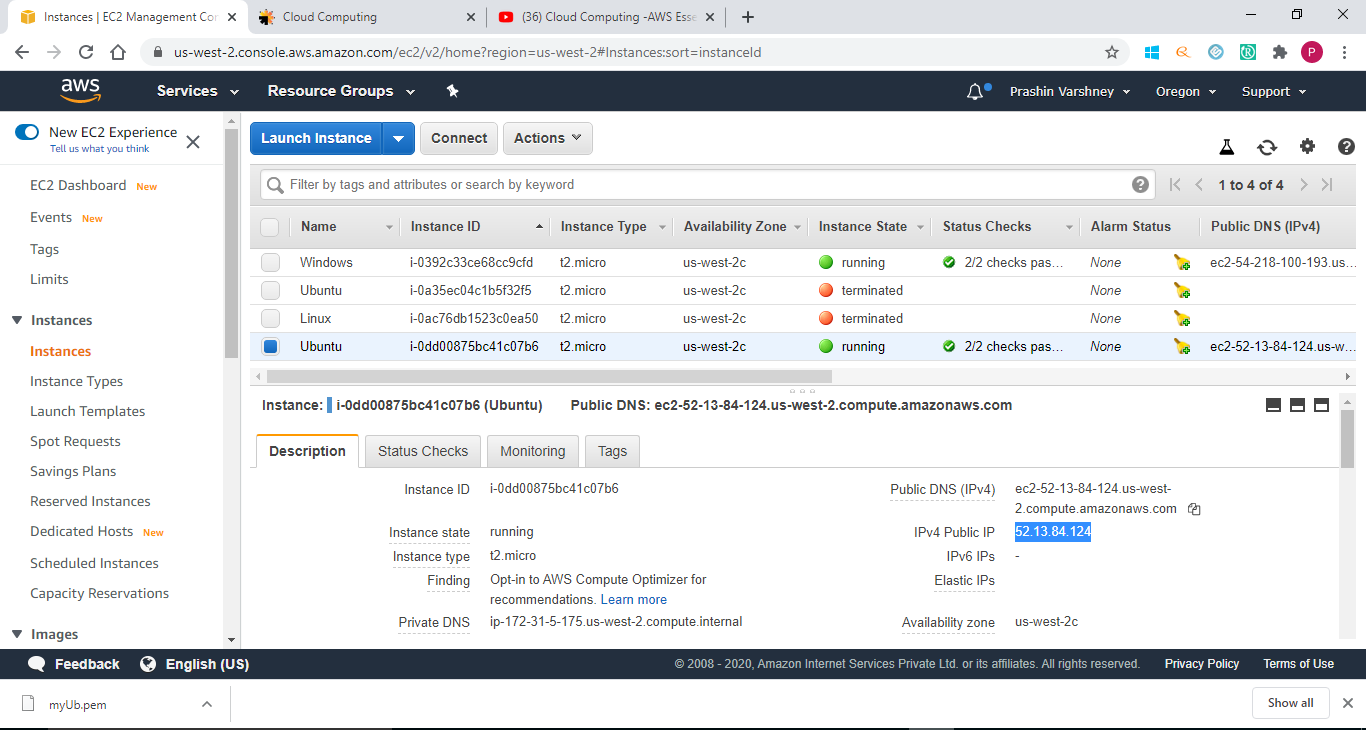 Instances | EC2 Management Con
Cloud Computing
(36) Cloud Computing -AWS Esse
us-west-2.console.aws.amazon.com/ec2/v2/home?region=us-west-2#Instances:sort=instanceId
P
aws
Services
Resource Groups
Prashin Varshney
Oregon
Support
New EC2 Experience
Tell us what you think
EC2 Dashboard New
Events New
Tags
Limits
Instances
Instances
Instance Types
Launch Templates
Spot Requests
Savings Plans
Reserved Instances
Dedicated Hosts New
Scheduled Instances
Capacity Reservations
Images
Launch Instance
Connect
Actions
Filter by tags and attributes or search by keyword
1 to 4 of 4
Name Instance ID Instance Type Availability Zone Instance State Status Checks Alarm Status Public DNS (IPv4)
Windows i-0392c33ce68cc9cfd t2.micro us-west-2c running 2/2 checks pas... None ec2-54-218-100-193.us...
Ubuntu i-0a35ec04c1b5f32f5 t2.micro us-west-2c terminated None
Linux i-0ac76db1523c0ea50 t2.micro us-west-2c terminated None
Ubuntu i-0dd00875bc41c07b6 t2.micro us-west-2c running 2/2 checks pas... None ec2-52-13-84-124.us-w...
Instance: i-0dd00875bc41c07b6 (Ubuntu) Public DNS: ec2-52-13-84-124.us-west-2.compute.amazonaws.com
Description
Status Checks
Monitoring
Tags
Instance ID i-0dd00875bc41c07b6
Public DNS (IPv4) ec2-52-13-84-124.us-west-
2.compute.amazonaws.com
Instance state running
IPv4 Public IP 52.13.84.124
Instance type t2.micro
IPv6 IPs -
Finding Opt-in to AWS Compute Optimizer for
recommendations. Learn more
Elastic IPs
Private DNS ip-172-31-5-175.us-west-2.compute.internal
Availability zone us-west-2c
Feedback
English (US)
© 2008 - 2020, Amazon Internet Services Private Ltd. or its affiliates. All rights reserved.
Privacy Policy
Terms of Use
myUb.pem
Show all